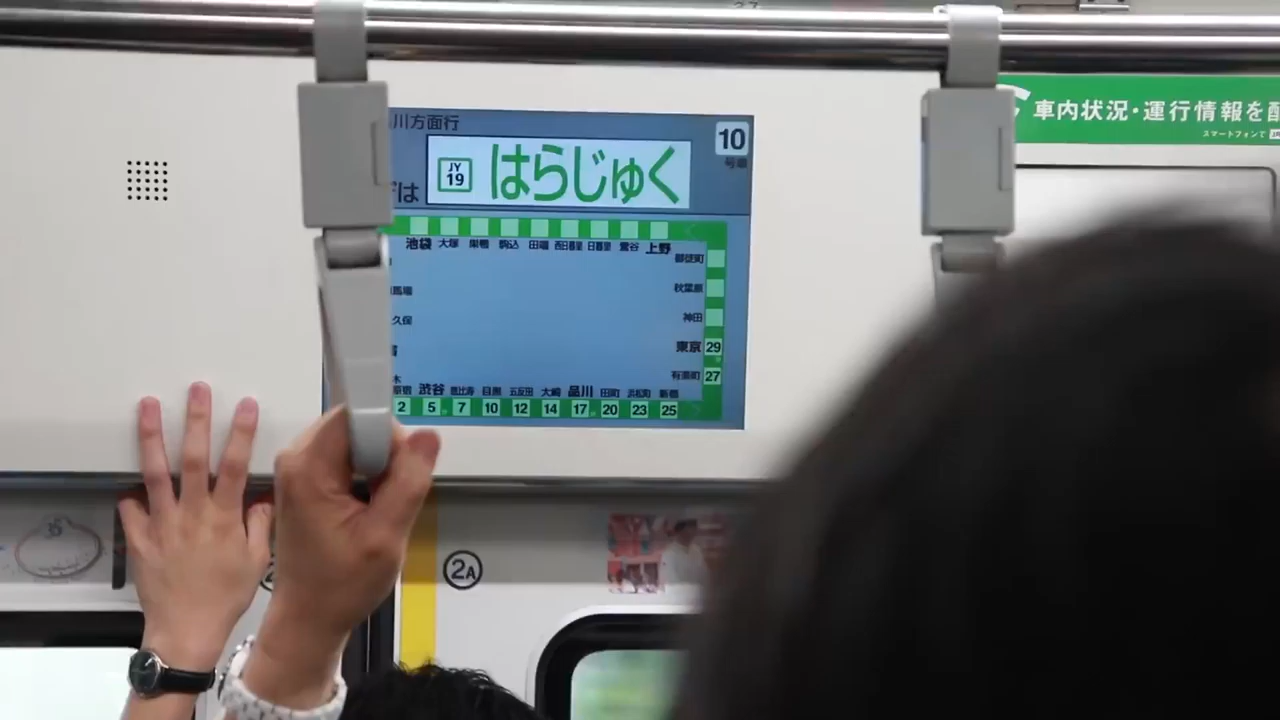 川方面行
10
号車
は
JY
19
はらじゅく
池袋 大塚 巣鴨 駒込 田端 西日暮里 日暮里 鶯谷 上野
御徒町
馬場
秋葉原
久保
神田
東京 29
有楽町 27
木
原宿 渋谷 恵比寿 目黒 五反田 大崎 品川 田町 浜松町 新橋
2 5 7 10 12 14 17 20 23 25
車内状況・運行情報を配
スマートフォンで JR
2A